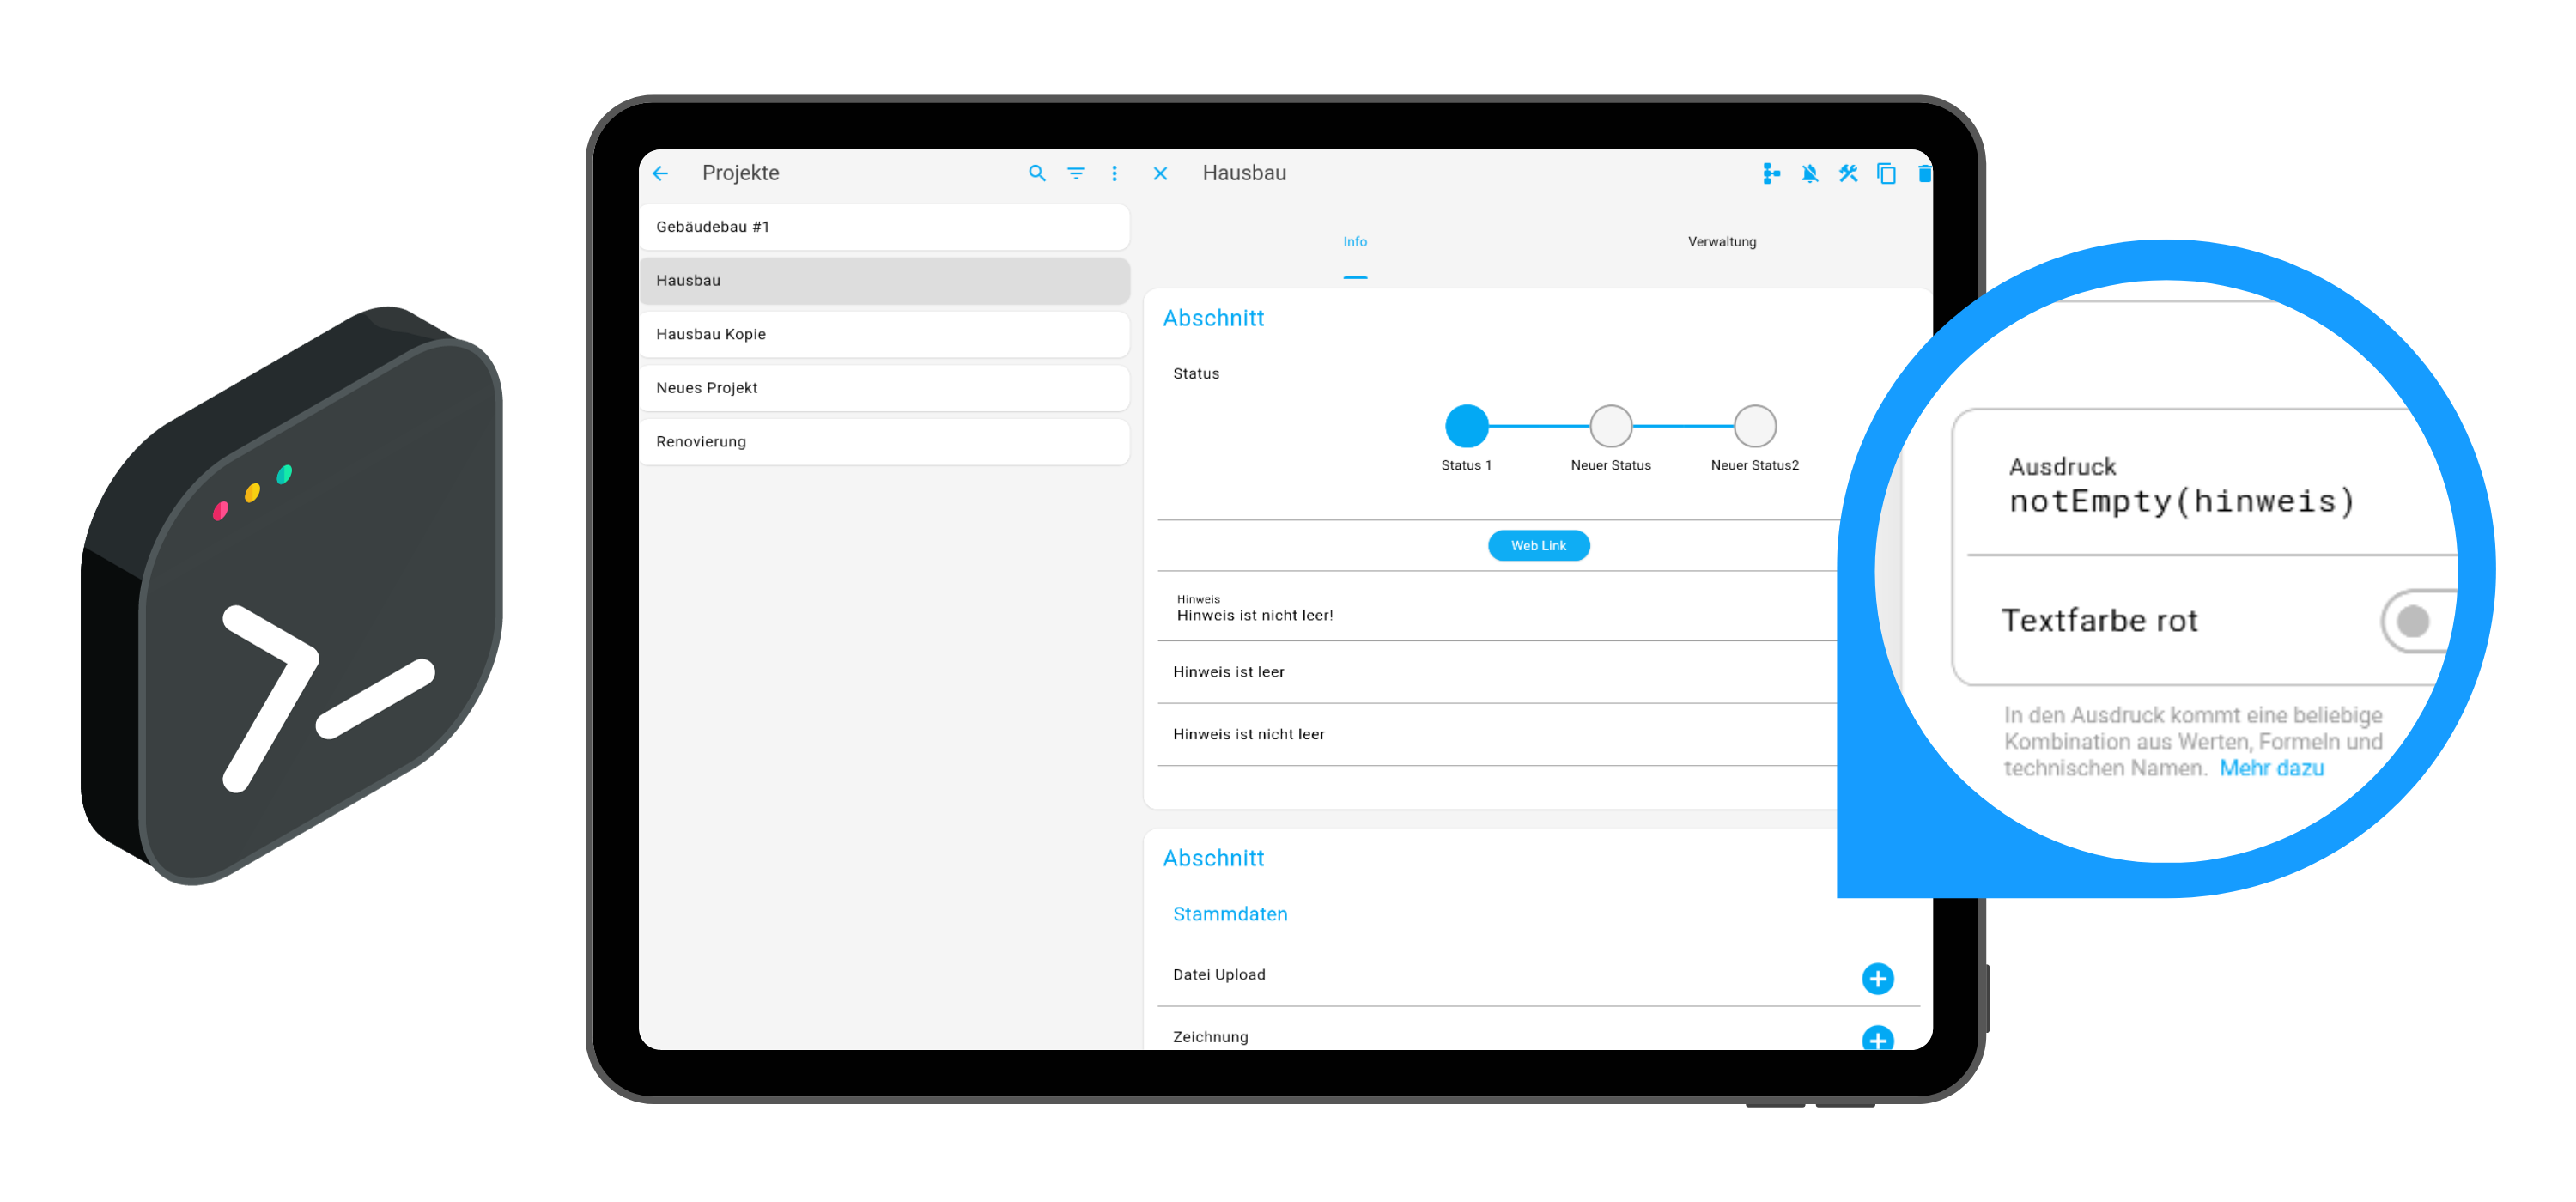 Projekte
Gebäudebau #1
Hausbau
Hausbau Kopie
Neues Projekt
Renovierung
Hausbau
Info
Verwaltung
Abschnitt
Status
Status 1
Neuer Status
Neuer Status2
Web Link
Hinweis
Hinweis ist nicht leer!
Hinweis ist leer
Hinweis ist nicht leer
Abschnitt
Stammdaten
Datei Upload
Zeichnung
Ausdruck
notEmpty(hinweis)
Textfarbe rot
In den Ausdruck kommt eine beliebige
Kombination aus Werten, Formeln und
technischen Namen. Mehr dazu